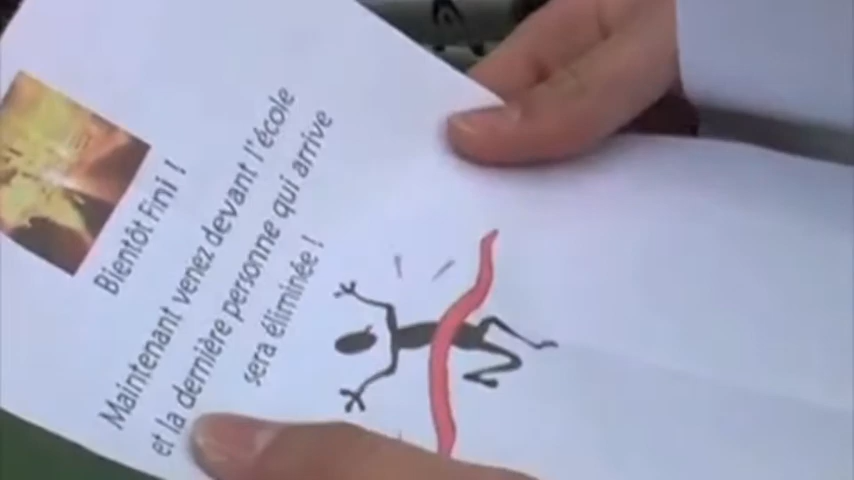 Bientôt Fini !
Maintenant venez devant l'école
et la dernière personne qui arrive
sera éliminée !